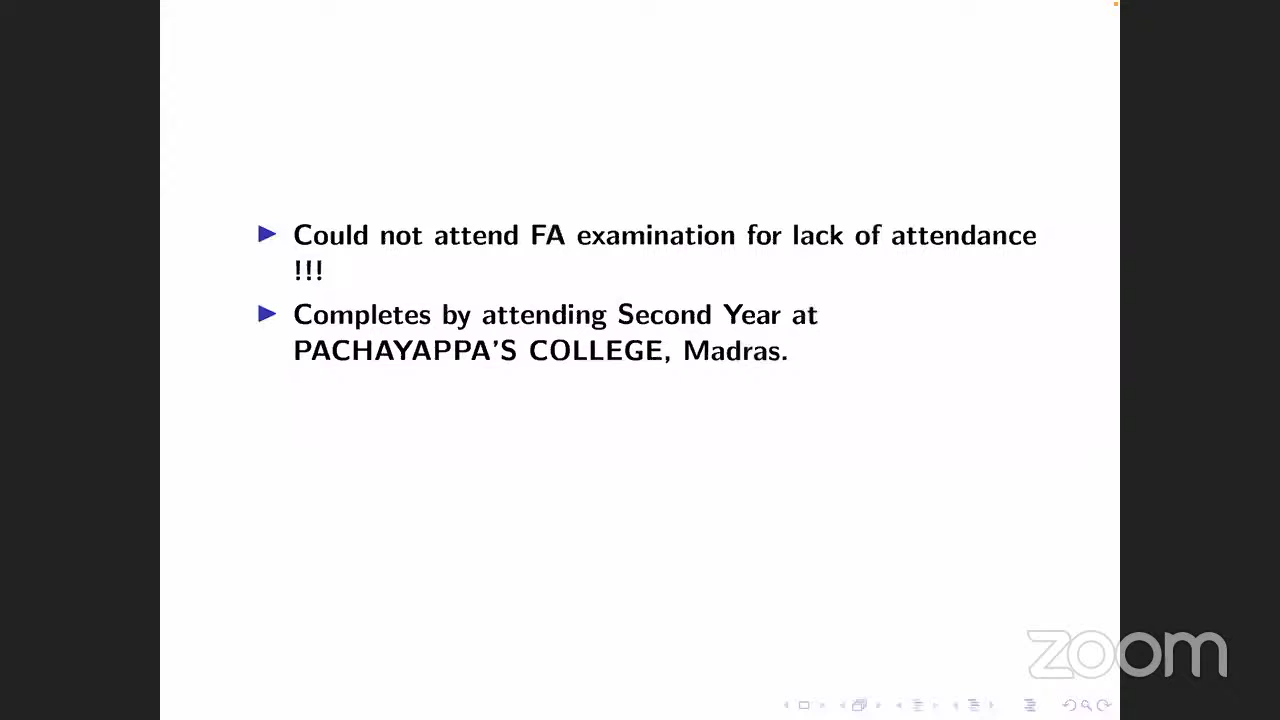 Could not attend FA examination for lack of attendance
!!!
Completes by attending Second Year at
PACHAYAPPA'S COLLEGE, Madras.
zoom